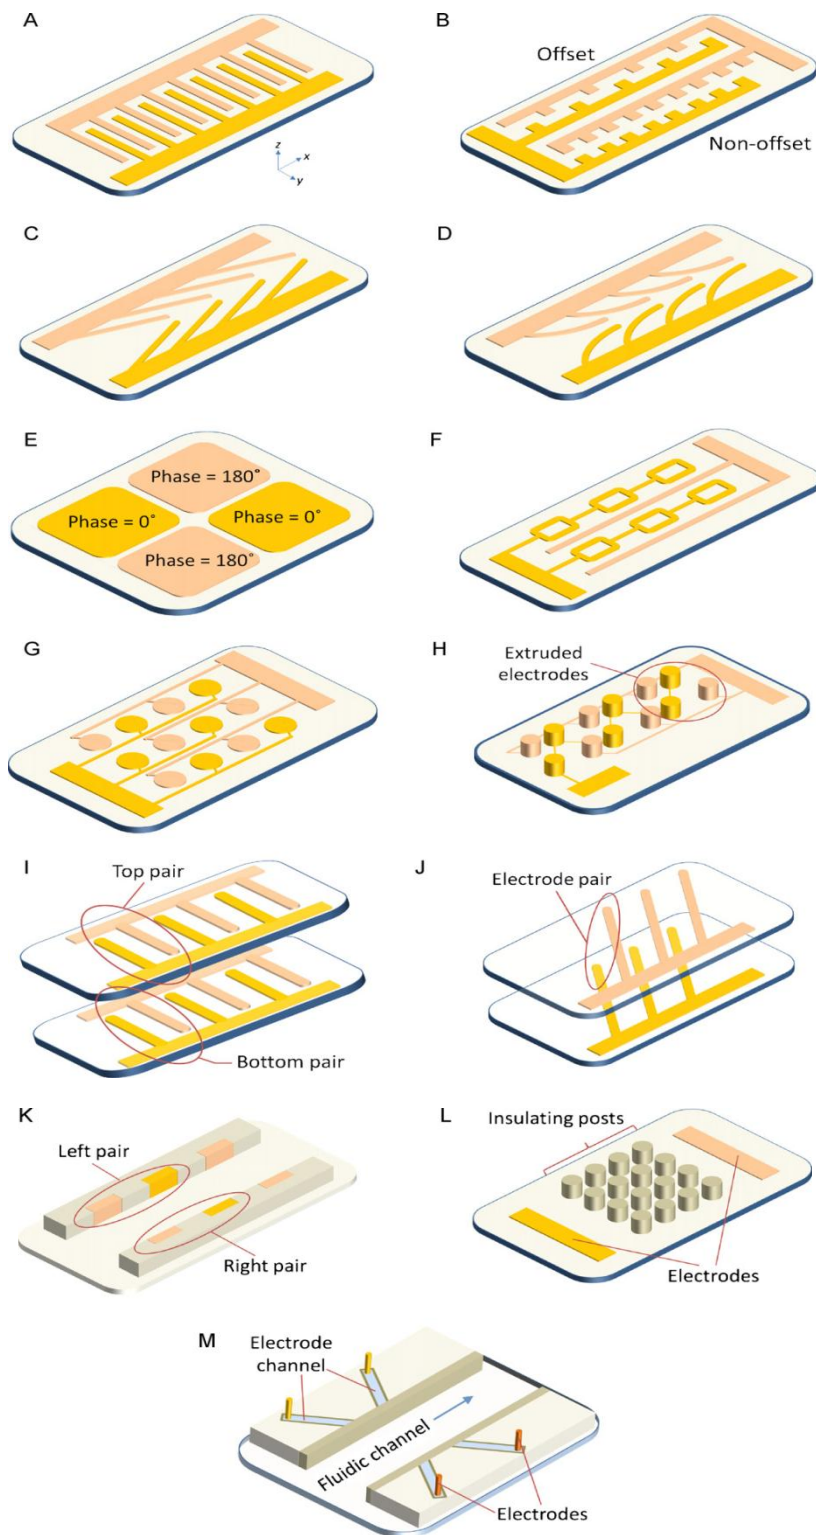 A
B
Offset
Non-offset
z
x
y
C
D
E
Phase = 180˚
Phase = 0˚
Phase = 0˚
Phase = 180˚
F
G
H
Extruded
electrodes
I
Top pair
Bottom pair
J
Electrode pair
K
Left pair
Right pair
L
Insulating posts
Electrodes
M
Electrode
channel
Fluidic channel
Electrodes